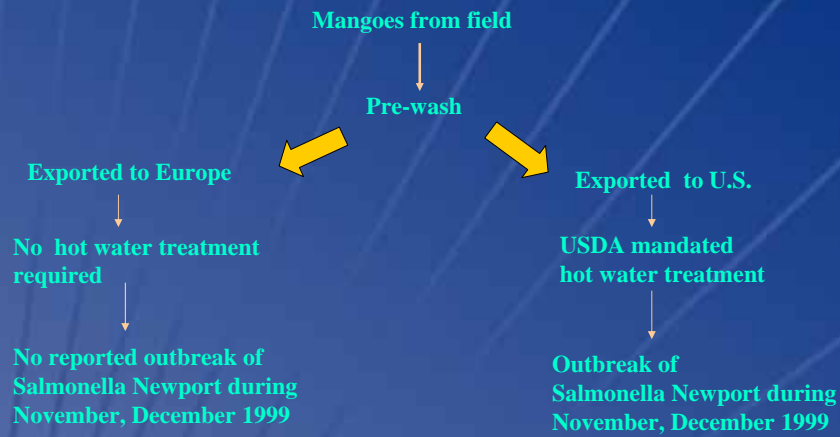 Mangoes from field
Pre-wash
Exported to Europe
No hot water treatment
required
No reported outbreak of
Salmonella Newport during
November, December 1999
Exported to U.S.
USDA mandated
hot water treatment
Outbreak of
Salmonella Newport during
November, December 1999